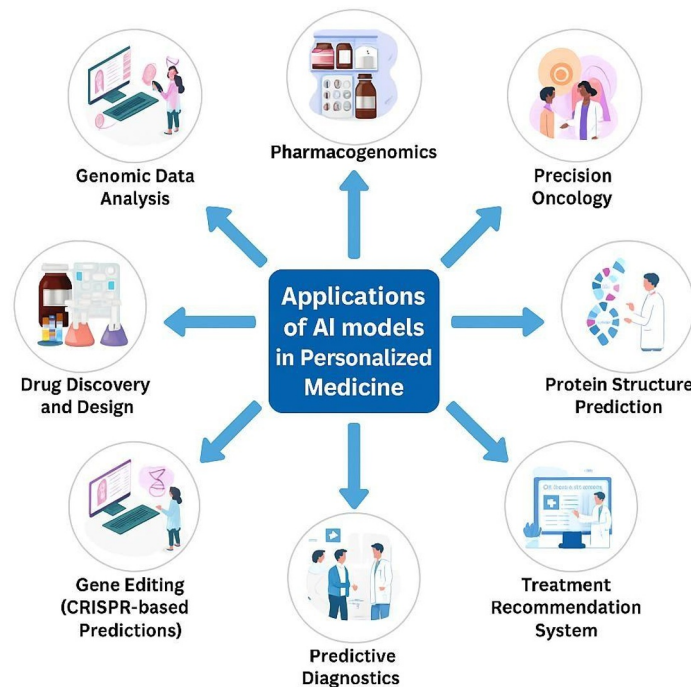 Pharmacogenomics
Genomic Data
Analysis
Precision
Oncology
Applications
of AI models
in Personalized
Medicine
Drug Discovery
and Design
Protein Structure
Prediction
Gene Editing
(CRISPR-based
Predictions)
Treatment
Recommendation
System
Predictive
Diagnostics